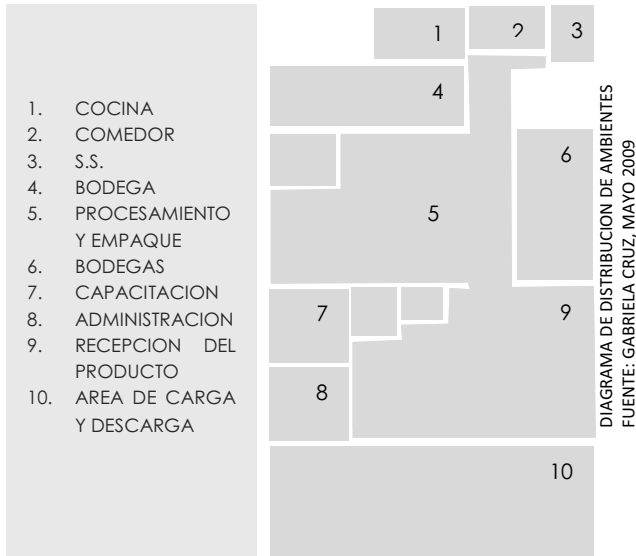 1. COCINA
2. COMEDOR
3. S.S.
4. BODEGA
5. PROCESAMIENTO
Y EMPAQUE
6. BODEGAS
7. CAPACITACION
8. ADMINISTRACION
9. RECEPCION DEL
PRODUCTO
10. AREA DE CARGA
Y DESCARGA
1
2
3
4
6
5
7
9
8
10
DIAGRAMA DE DISTRIBUCION DE AMBIENTES
FUENTE: GABRIELA CRUZ, MAYO 2009